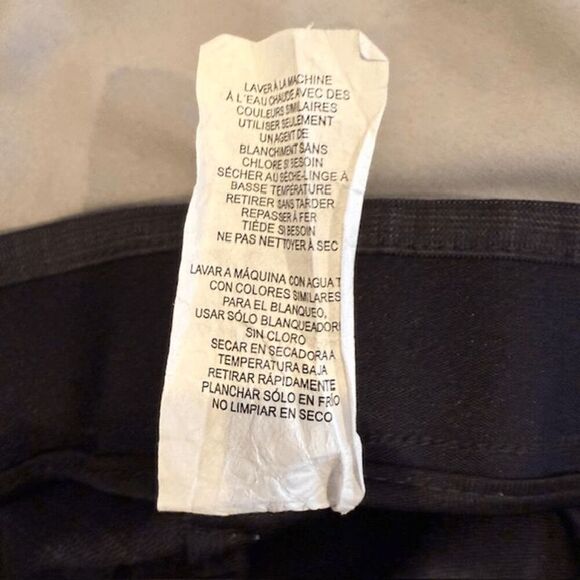 LAVER À LA MACHINE
À L'EAU CHAUDE AVEC DES
COULEURS SIMILAIRES
UTILISER SEULEMENT
UN AGENT DE
BLANCHIMENT SANS
CHLORE SI BESOIN
SÉCHER AU SÈCHE-LINGE À
BASSE TEMPÉRATURE
RETIRER SANS TARDER
REPASSER À FER
TIÉDE SI BESOIN
NE PAS NETTOYER À SEC
LAVAR A MÁQUINA CON AGUA T
CON COLORES SIMILARES
PARA EL BLANQUEO,
USAR SÓLO BLANQUEADOR
SIN CLORO
SECAR EN SECADORA A
TEMPERATURA BAJA
RETIRAR RÁPIDAMENTE
PLANCHAR SÓLO EN FRÍO
NO LIMPIAR EN SECO